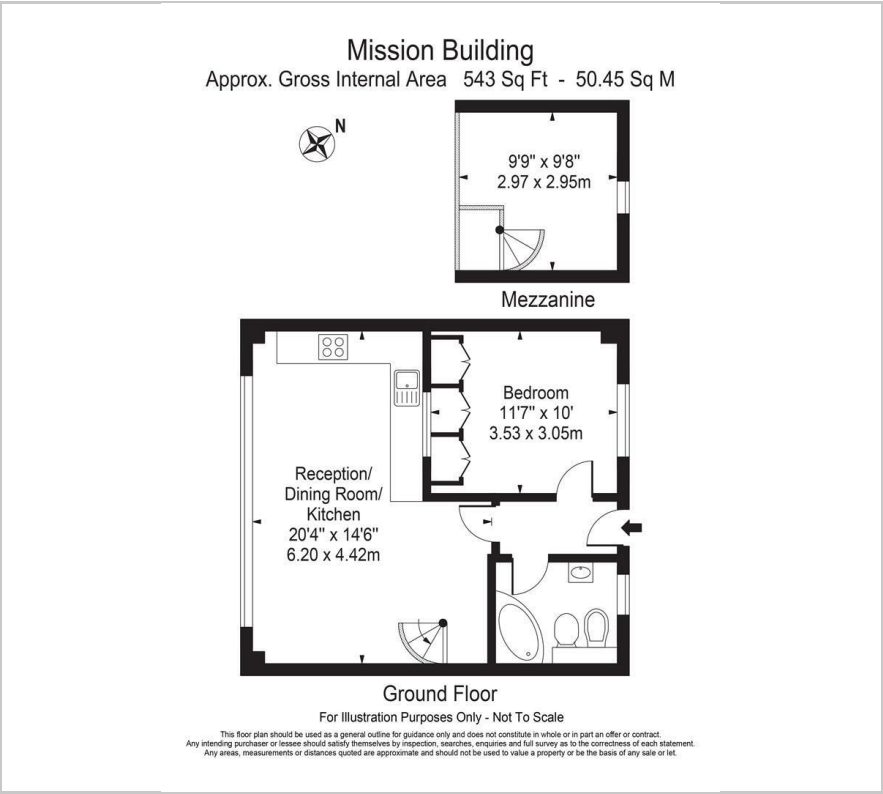 Mission Building
Approx. Gross Internal Area 543 Sq Ft - 50.45 Sq M
N
9'9" x 9'8"
2.97 x 2.95m
Mezzanine
Bedroom
11'7" x 10'
3.53 x 3.05m
Reception/
Dining Room/
Kitchen
20'4" x 14'6"
6.20 x 4.42m
Ground Floor
For Illustration Purposes Only - Not To Scale
This floor plan should be used as a general outline for guidance only and does not constitute in whole or in part an offer or contract.
Any intending purchaser or lessee should satisfy themselves by inspection, searches, enquiries and full survey as to the correctness of each statement.
Any areas, measurements or distances quoted are approximate and should not be used to value a property or be the basis of any sale or let.